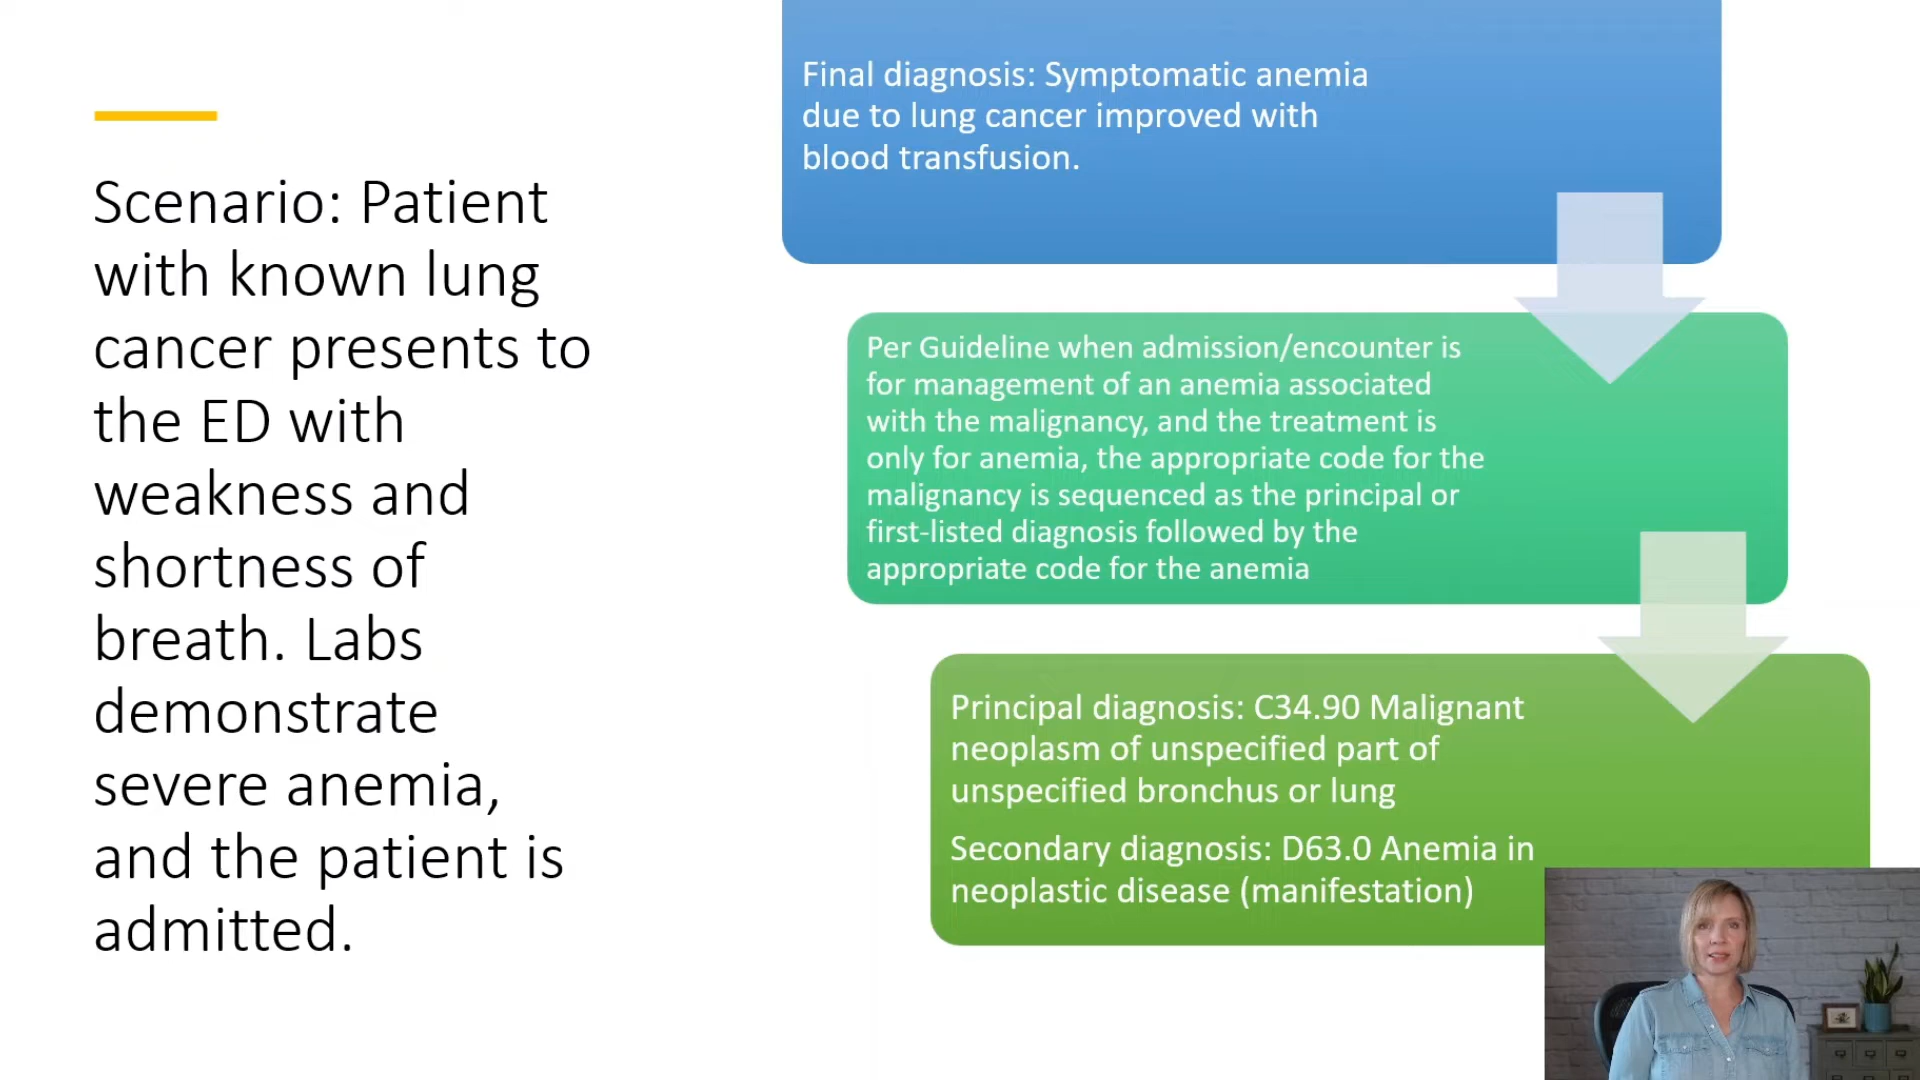 Scenario: Patient
with known lung
cancer presents to
the ED with
weakness and
shortness of
breath. Labs
demonstrate
severe anemia,
and the patient is
admitted.
Final diagnosis: Symptomatic anemia
due to lung cancer improved with
blood transfusion.
Per Guideline when admission/encounter is
for management of an anemia associated
with the malignancy, and the treatment is
only for anemia, the appropriate code for the
malignancy is sequenced as the principal or
first-listed diagnosis followed by the
appropriate code for the anemia
Principal diagnosis: C34.90 Malignant
neoplasm of unspecified part of
unspecified bronchus or lung
Secondary diagnosis: D63.0 Anemia in
neoplastic disease (manifestation)